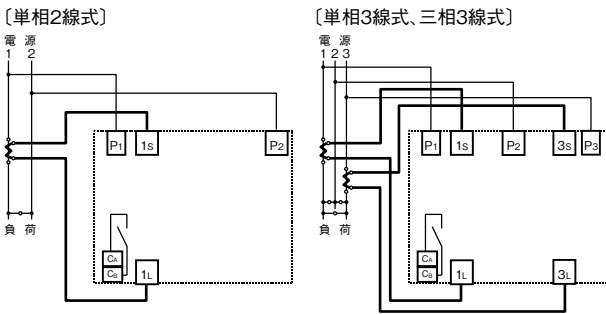 〔単相2線式〕
電 源
1 2
P1 1S P2
CA
CB
1L
負 荷
〔単相3線式、三相3線式〕
電 源
1 2 3
P1 1S P2 3S P3
CA
CB
1L 3L
負 荷